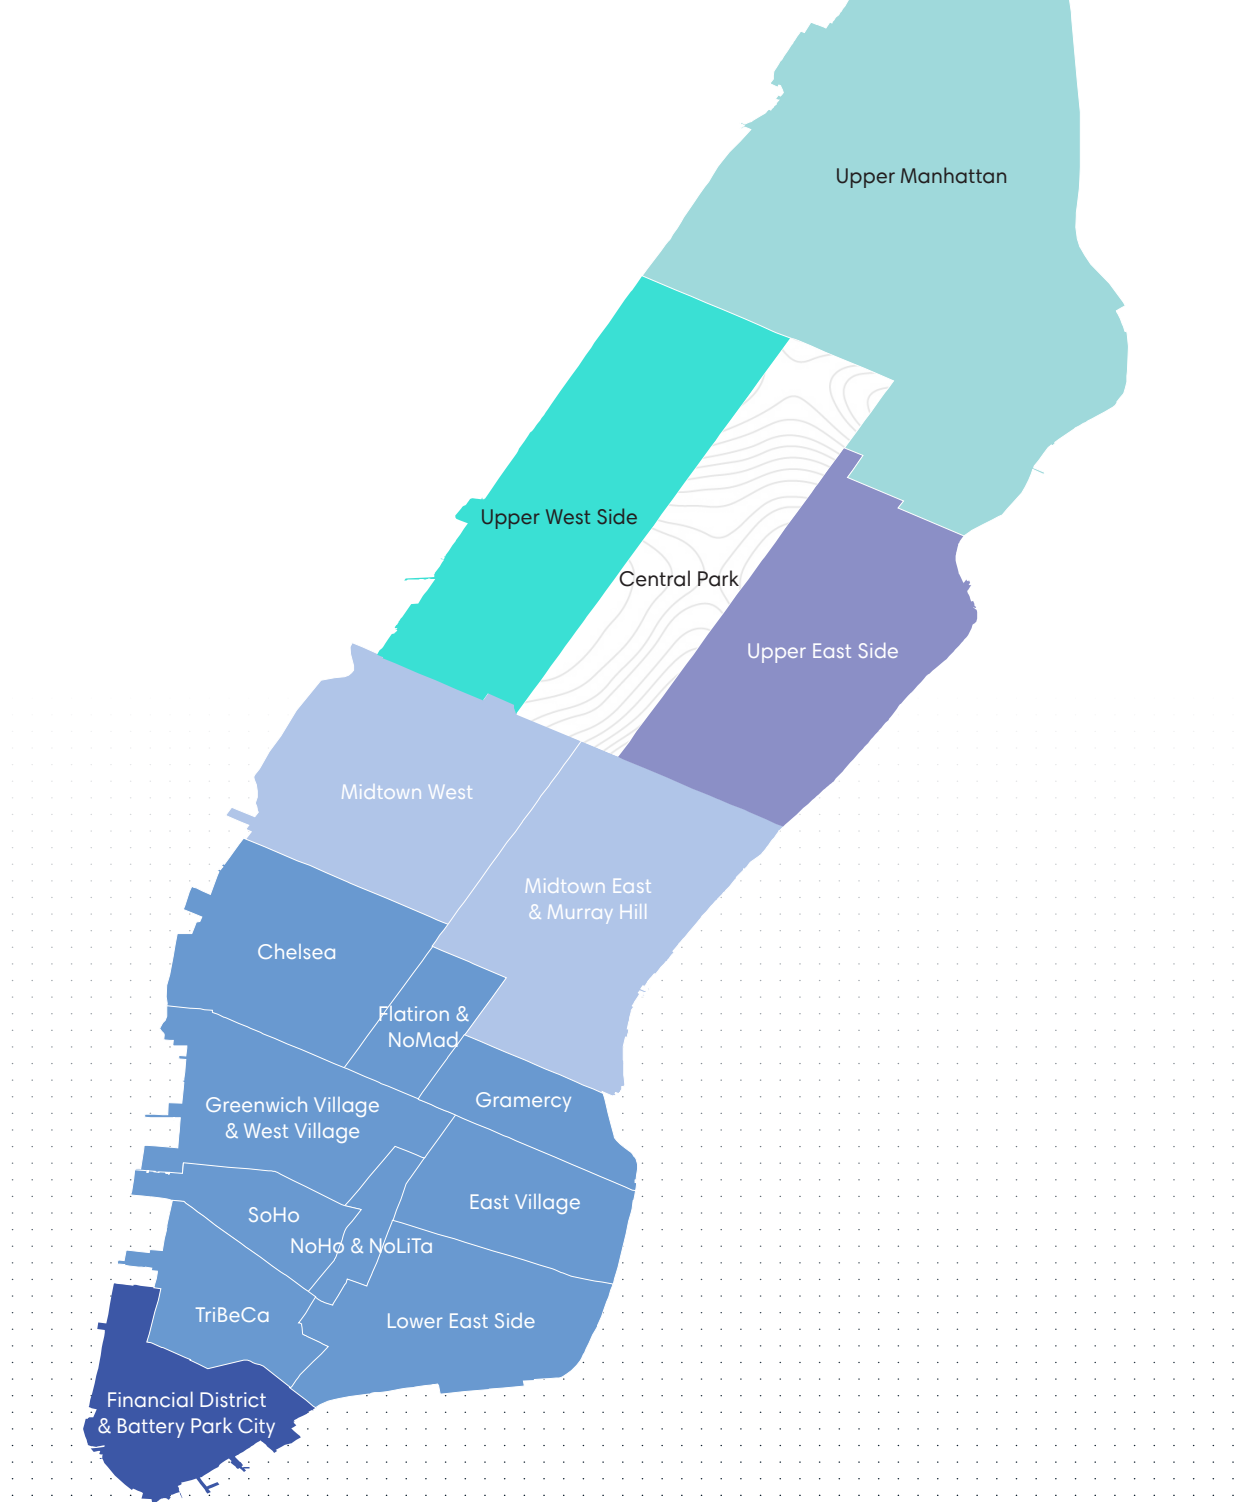 Upper Manhattan
Upper West Side
Central Park
Upper East Side
Midtown West
Midtown East
& Murray Hill
Chelsea
Flatiron &
NoMad
Gramercy
Greenwich Village
& West Village
East Village
SoHo
NoHo & NoLiTa
TriBeCa
Lower East Side
Financial District
& Battery Park City